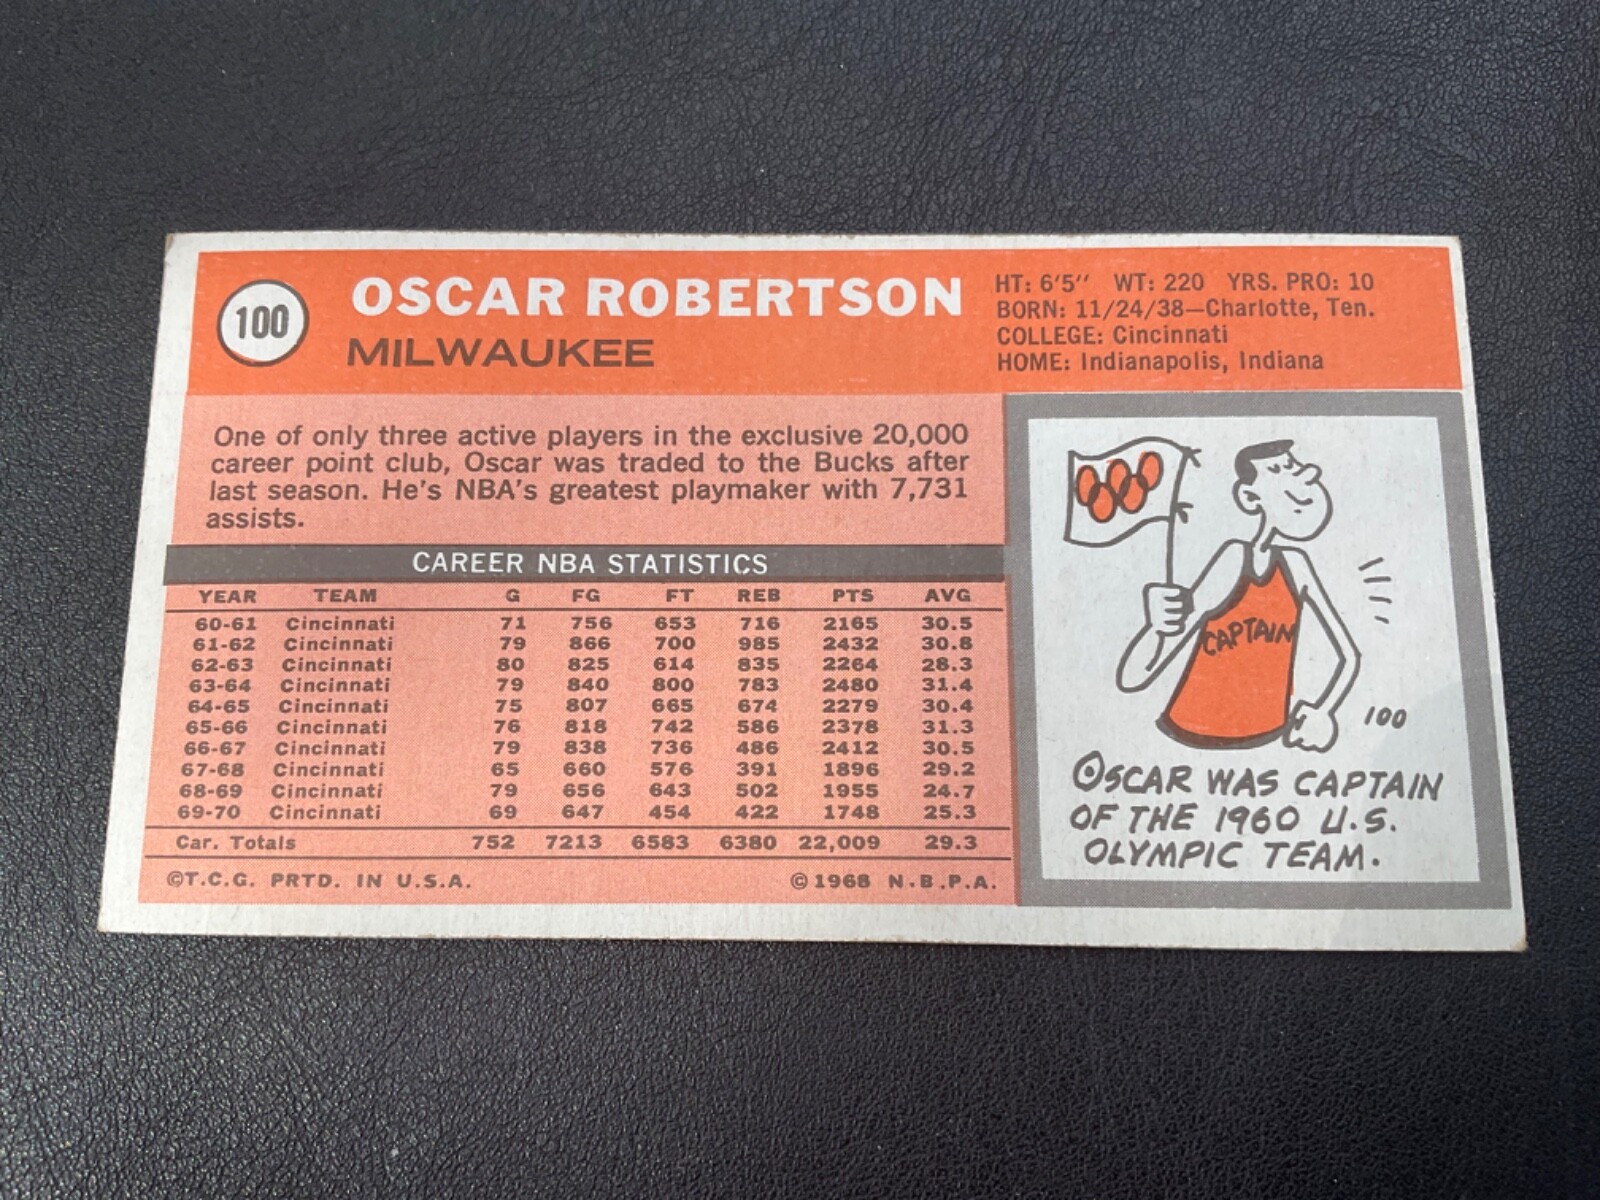 100
OSCAR ROBERTSON
MILWAUKEE
HT: 6'5" WT: 220 YRS. PRO: 10
BORN: 11/24/38—Charlotte, Ten.
COLLEGE: Cincinnati
HOME: Indianapolis, Indiana
One of only three active players in the exclusive 20,000
career point club, Oscar was traded to the Bucks after
last season. He's NBA's greatest playmaker with 7,731
assists.
CAREER NBA STATISTICS
YEAR TEAM G FG FT REB PTS AVG
60-61 Cincinnati 71 756 653 716 2165 30.5
61-62 Cincinnati 79 866 700 985 2432 30.8
62-63 Cincinnati 80 825 614 835 2264 28.3
63-64 Cincinnati 79 840 800 783 2480 31.4
64-65 Cincinnati 75 807 665 674 2279 30.4
65-66 Cincinnati 76 818 742 586 2378 31.3
66-67 Cincinnati 79 838 736 486 2412 30.5
67-68 Cincinnati 65 660 576 391 1896 29.2
68-69 Cincinnati 79 656 643 502 1955 24.7
69-70 Cincinnati 69 647 454 422 1748 25.3
Car. Totals 752 7213 6583 6380 22,009 29.3
©T.C.G. PRTD. IN U.S.A. ©1968 N.B.P.A.
CAPTAIN
100
OSCAR WAS CAPTAIN
OF THE 1960 U.S.
OLYMPIC TEAM.